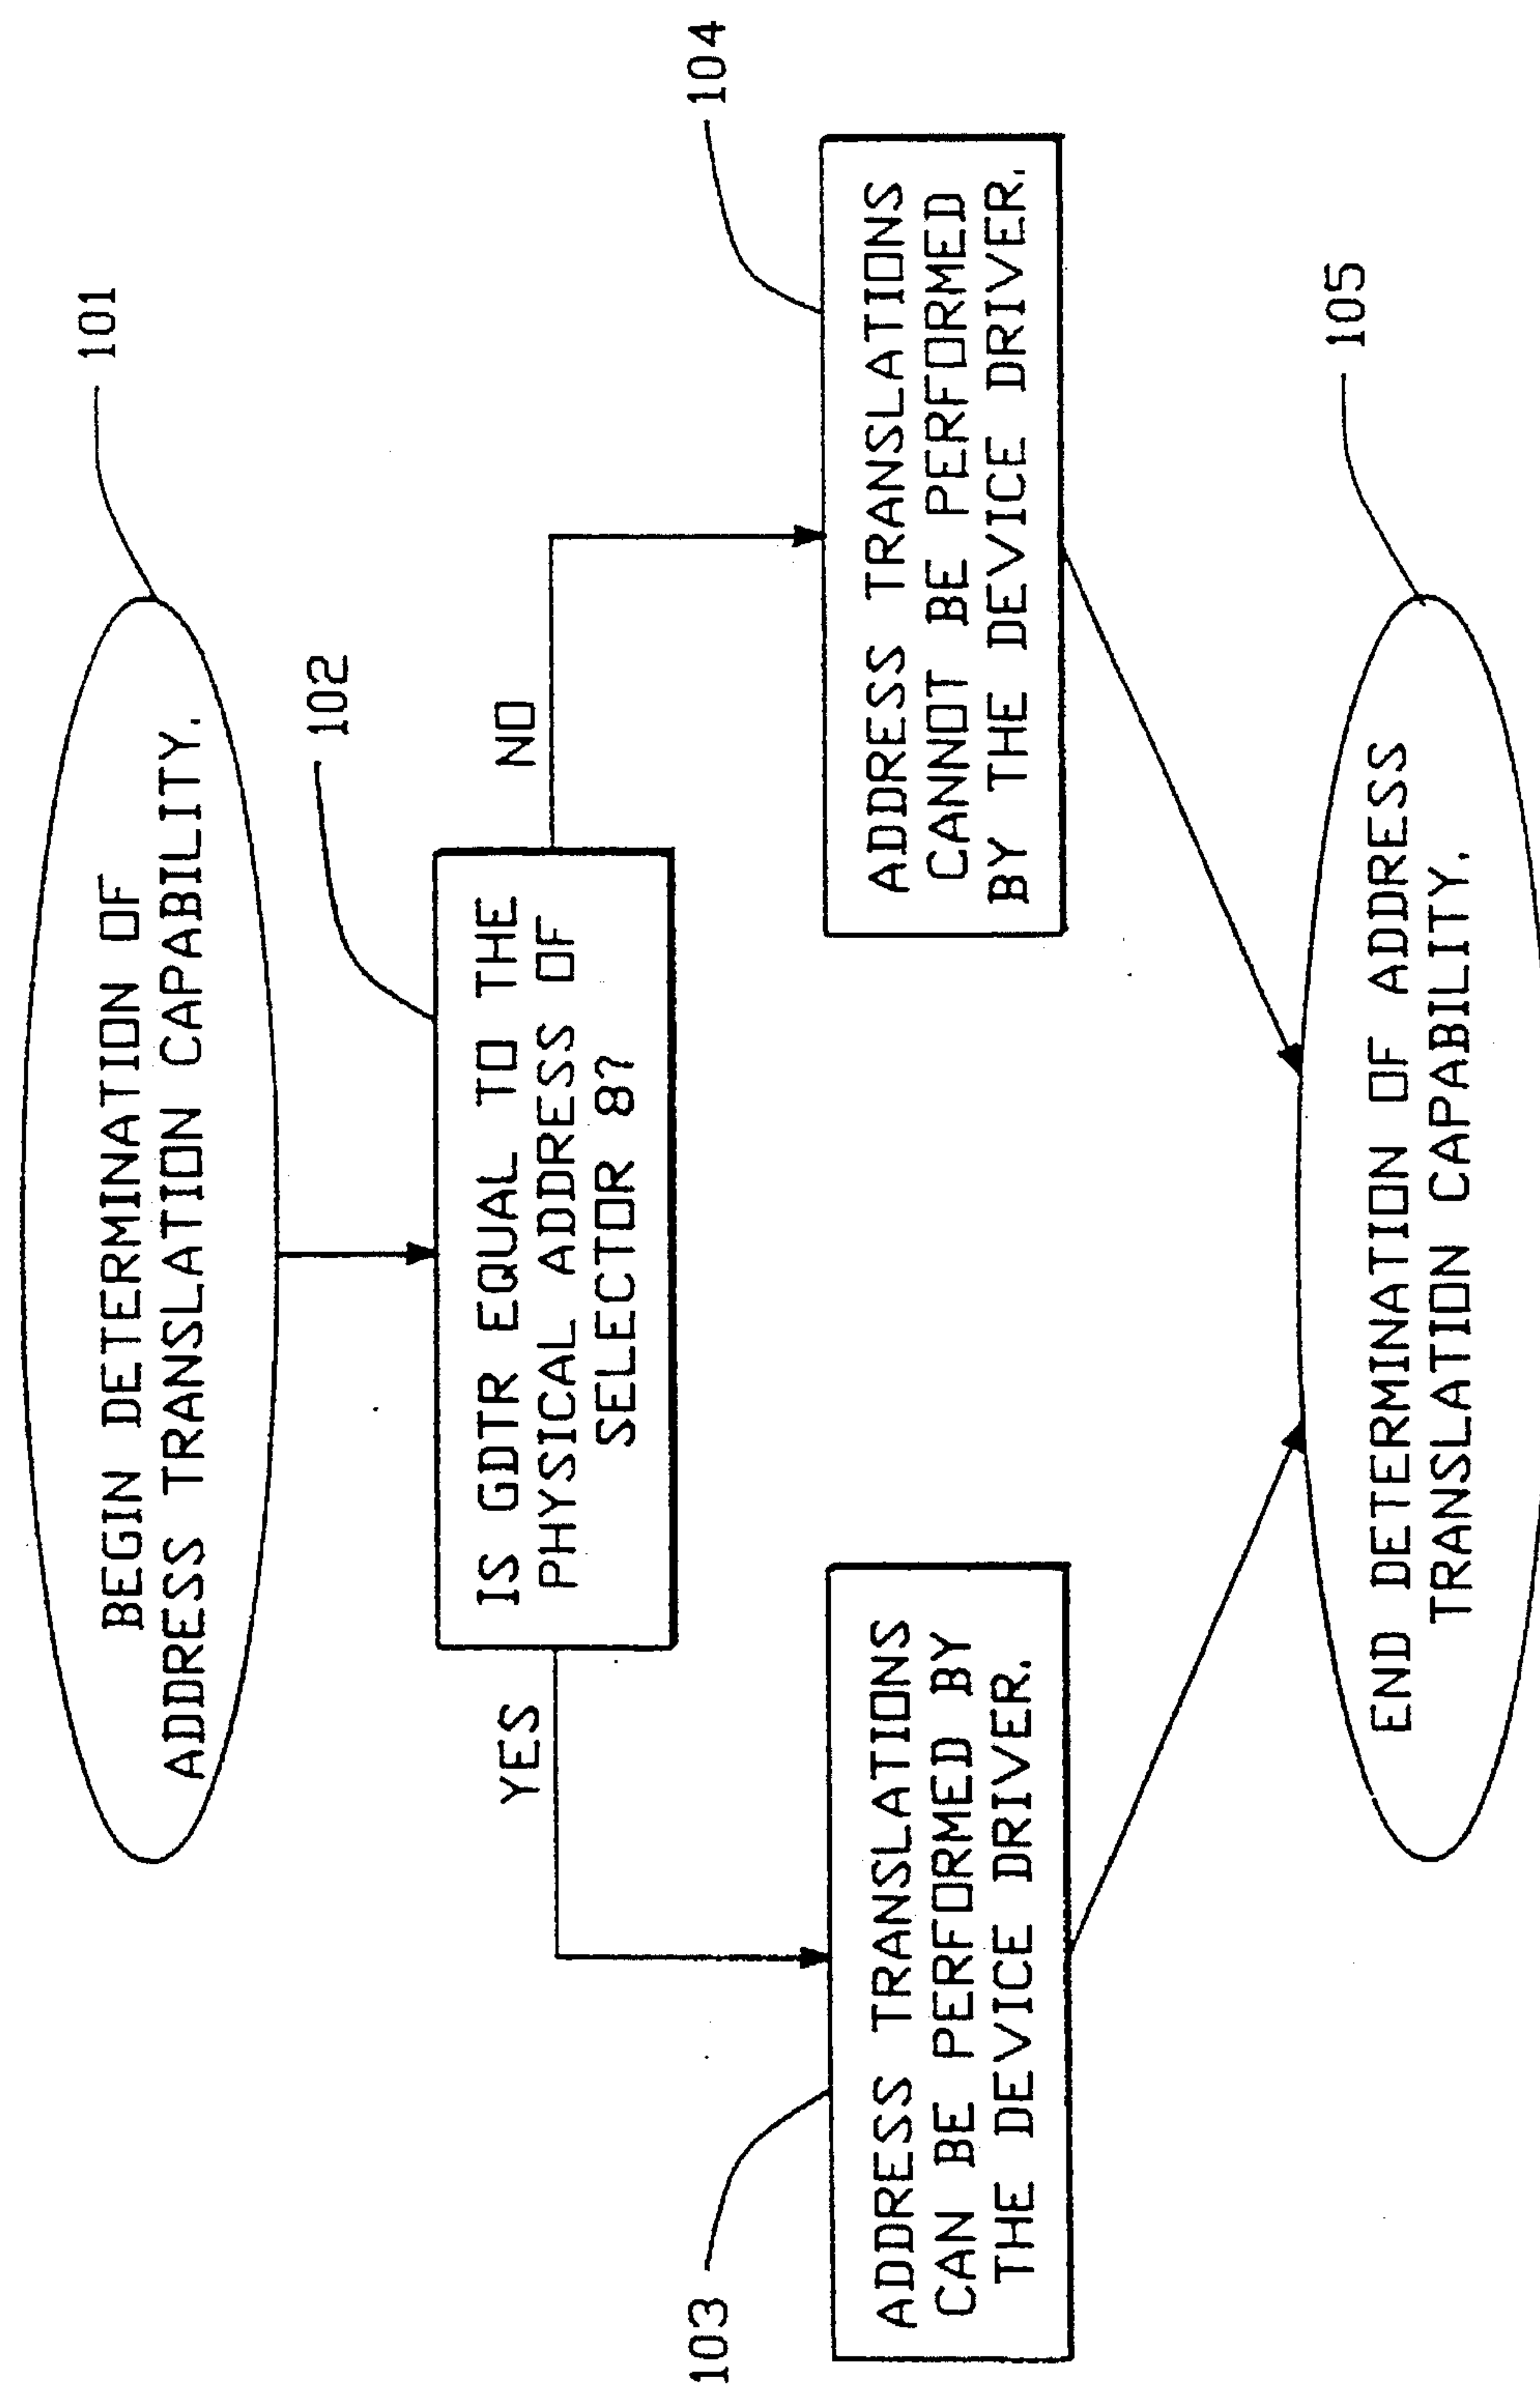 101
BEGIN DETERMINATION OF
ADDRESS TRANSLATION CAPABILITY.
102
IS GDTR EQUAL TO THE
PHYSICAL ADDRESS OF
SELECTOR 8?
YES
NO
103
ADDRESS TRANSLATIONS
CAN BE PERFORMED BY
THE DEVICE DRIVER.
104
ADDRESS TRANSLATIONS
CANNOT BE PERFORMED
BY THE DEVICE DRIVER.
105
END DETERMINATION OF ADDRESS
TRANSLATION CAPABILITY.